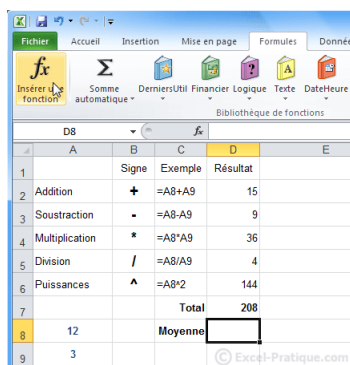 Fichier Accueil Insertion Mise en page Formules Donné
fx Σ
Insérer une fonction Somme automatique DerniersUtil Financier Logique Texte DateHeure
Bibliothèque de fonctions
D8 fx
A B C D E
1 Signe Exemple Résultat
2 Addition + =A8+A9 15
3 Soustraction - =A8-A9 9
4 Multiplication * =A8*A9 36
5 Division / =A8/A9 4
6 Puissances ^ =A8^2 144
7 Total 208
8 12 Moyenne
9 3
© Excel-Pratique.com